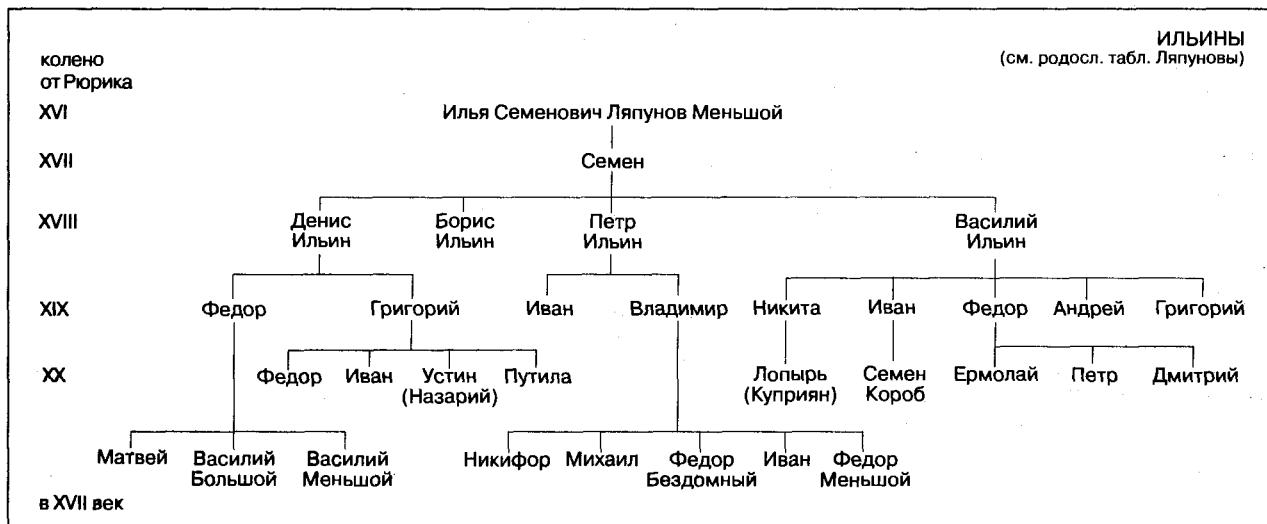 ИЛЬИНЫ
(см. родосл. табл. Ляпуновы)
колено
от Рюрика
XVI Илья Семенович Ляпунов Меньшой
XVII Семен
XVIII Денис Борис Петр Василий
Ильин Ильин Ильин Ильин
XIX Федор Григорий Иван Владимир Никита Иван Федор Андрей Григорий
XX Федор Иван Устин Путила Лопырь Семен Ермолай Петр Дмитрий
(Назарий) (Куприян) Короб
Матвей Василий Василий Никифор Михаил Федор Иван Федор
Большой Меньшой Бездомный Меньшой
в XVII век